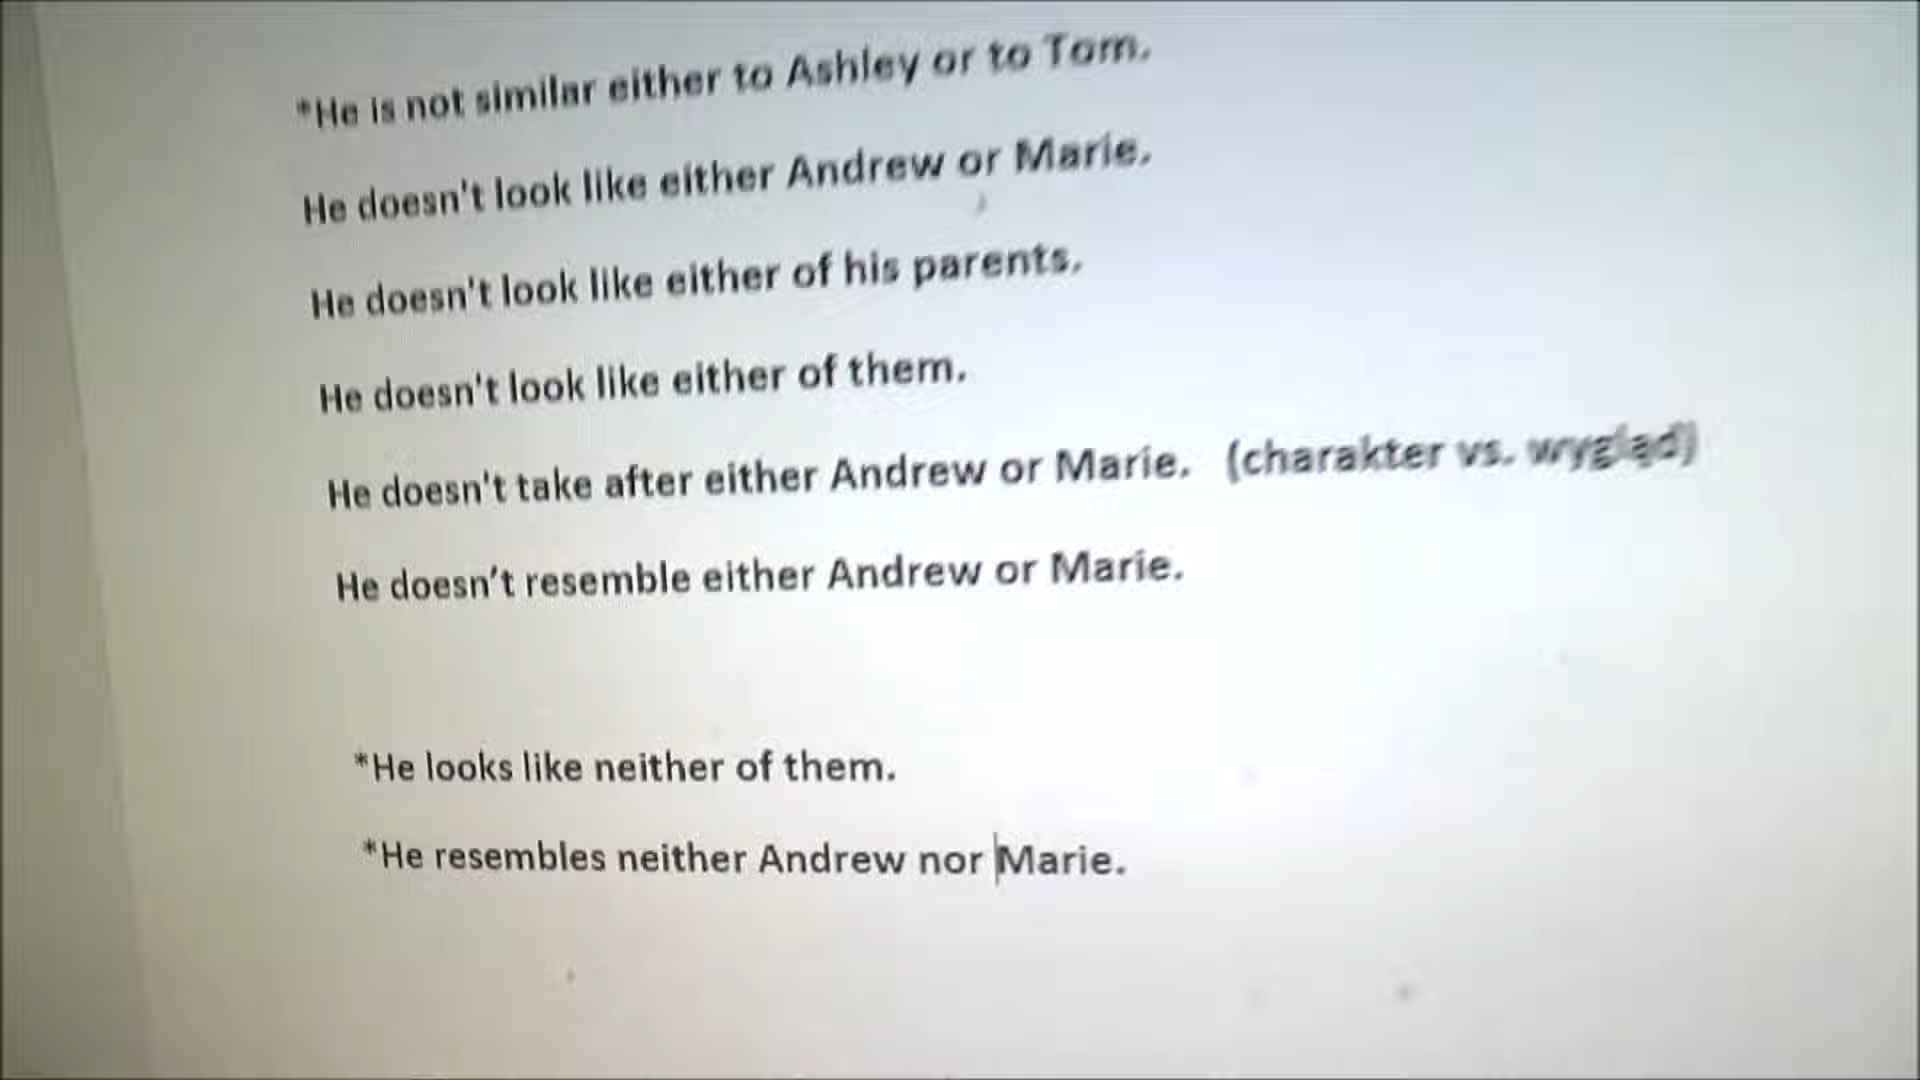 *He is not similar either to Ashley or to Tom.
He doesn't look like either Andrew or Marie.
He doesn't look like either of his parents.
He doesn't look like either of them.
He doesn't take after either Andrew or Marie. (charakter vs. wygląd)
He doesn’t resemble either Andrew or Marie.
*He looks like neither of them.
*He resembles neither Andrew nor Marie.